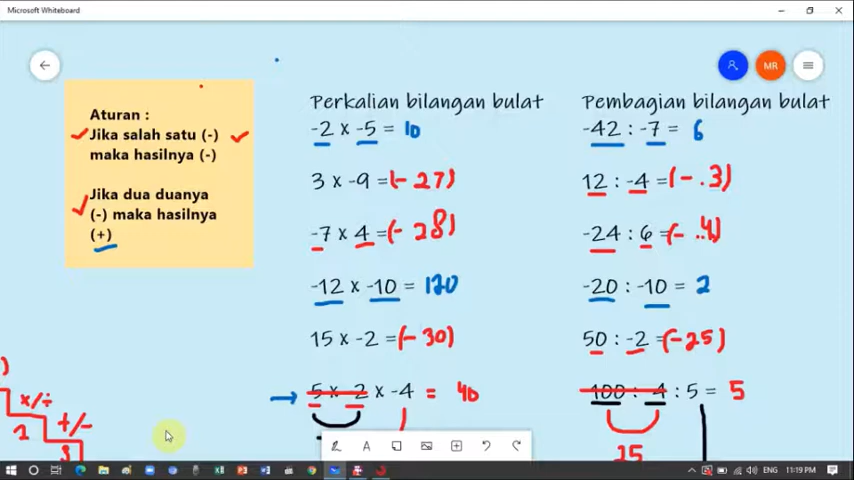 Microsoft Whiteboard
MR
Aturan :
Jika salah satu (-)
maka hasilnya (-)
Jika dua duanya
(-) maka hasilnya
(+)
Perkalian bilangan bulat
-2 x -5 = 10
3 x -9 = (- 27)
-7 x 4 = (- 28)
-12 x -10 = 120
15 x -2 = (- 30)
5 x -2 x -4 = 40
Pembagian bilangan bulat
-42 : -7 = 6
12 : -4 = (- .3)
-24 : 6 = (- ..4)
-20 : -10 = 2
50 : -2 = (-25)
-100 : -4 : 5 = 5
25
)
x/÷
2
+/-
3
A
ENG
11:19 PM